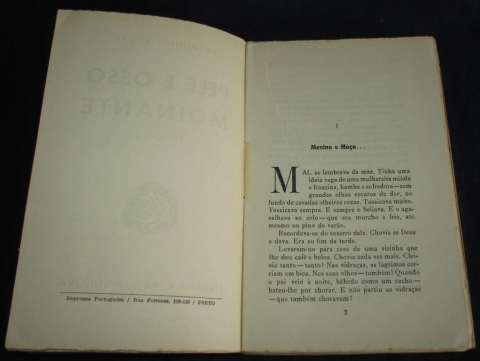 PELE E OSSO
MOINANTE
Imprensa Portuguesa / Rua Formosa, 108-116 / PORTO
I
Menino e Moço...
MAL se lembrava da mãe. Tinha uma
ideia vaga de uma mulherzita miúda
e franzina, bamba e sofredora—com
grandes olhos escuros de dor, ao
fundo de cavadas olheiras roxas. Tossicava muito.
Tossicava sempre. E sempre o beijava. E o aga-
salhava ao colo—que era morcho e frio, até
mesmo no pino do verão.
Recordava-se do enterro dela. Chovia se Deus
a dava. Era ao fim da tarde.
Levaram-no para casa de uma vizinha que
lhe deu café e bolos. Chovia cada vez mais. Cho-
via tanto—tanto! Nas vidraças, as lágrimas cor-
riam em bica. Nos seus olhos—também! Quando
o pai veio à noite, bêbedo como um cacho—
bateu-lhe por chorar. E não partiu as vidraças
—que também choravam!
7